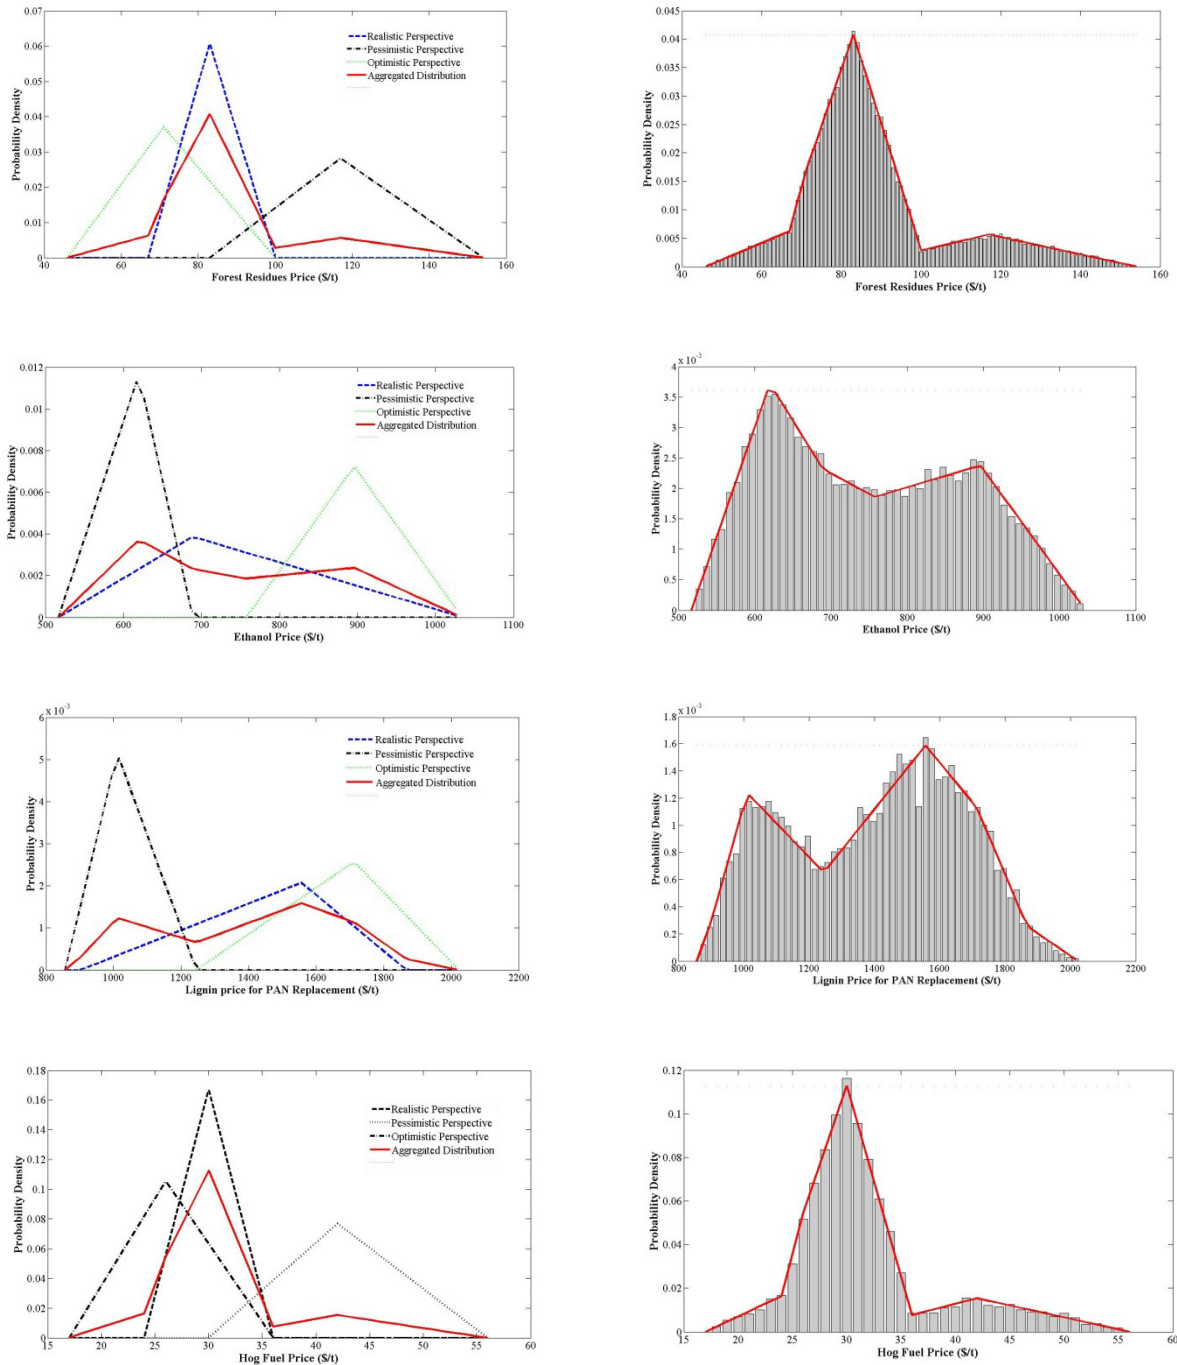 0.07
0.06
0.05
0.04
0.03
0.02
0.01
0
Probability Density
Realistic Perspective
Pessimistic Perspective
Optimistic Perspective
Aggregated Distribution
40 60 80 100 120 140 160
Forest Residues Price ($/t)
0.045
0.04
0.035
0.03
0.025
0.02
0.015
0.01
0.005
0
Probability Density
40 60 80 100 120 140 160
Forest Residues Price ($/t)
0.012
0.01
0.008
0.006
0.004
0.002
0
Probability Density
Realistic Perspective
Pessimistic Perspective
Optimistic Perspective
Aggregated Distribution
500 600 700 800 900 1000 1100
Ethanol Price ($/t)
x 10⁻³
4
3.5
3
2.5
2
1.5
1
0.5
0
Probability Density
500 600 700 800 900 1000 1100
Ethanol Price ($/t)
x 10⁻³
6
5
4
3
2
1
0
Probability Density
Realistic Perspective
Pessimistic Perspective
Optimistic Perspective
Aggregated Distribution
800 1000 1200 1400 1600 1800 2000 2200
Lignin price for PAN Replacement ($/t)
x 10⁻³
1.8
1.6
1.4
1.2
1
0.8
0.6
0.4
0.2
0
Probability Density
800 1000 1200 1400 1600 1800 2000 2200
Lignin Price for PAN Replacement ($/t)
0.18
0.16
0.14
0.12
0.1
0.08
0.06
0.04
0.02
0
Probability Density
Realistic Perspective
Pessimistic Perspective
Optimistic Perspective
Aggregated Distribution
15 20 25 30 35 40 45 50 55 60
Hog Fuel Price ($/t)
0.12
0.1
0.08
0.06
0.04
0.02
0
Probability Density
15 20 25 30 35 40 45 50 55 60
Hog Fuel Price ($/t)